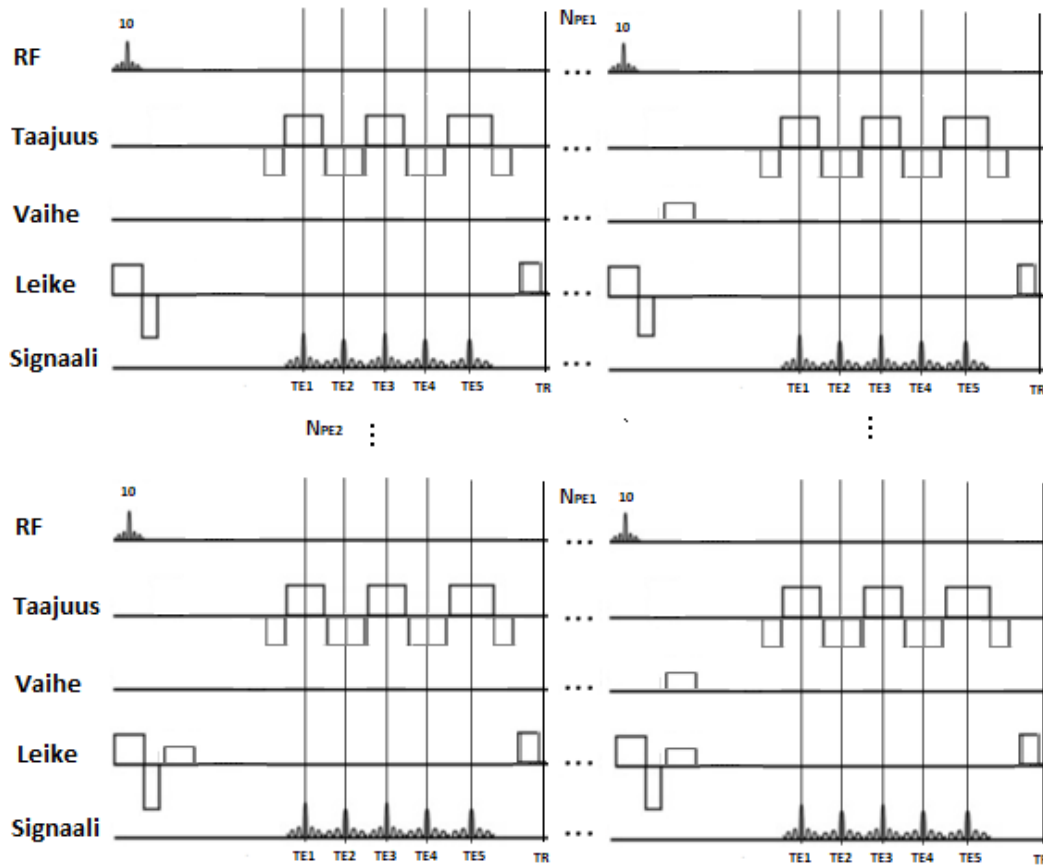 10 NPE1 10
RF ... 
Taajuus ...
Vaihe ...
Leike ...
Signaali ...
TE1 TE2 TE3 TE4 TE5 TR TE1 TE2 TE3 TE4 TE5 TR
NPE2 ⋮ ⋮
10 NPE1 10
RF ...
Taajuus ...
Vaihe ...
Leike ...
Signaali ...
TE1 TE2 TE3 TE4 TE5 TR TE1 TE2 TE3 TE4 TE5 TR